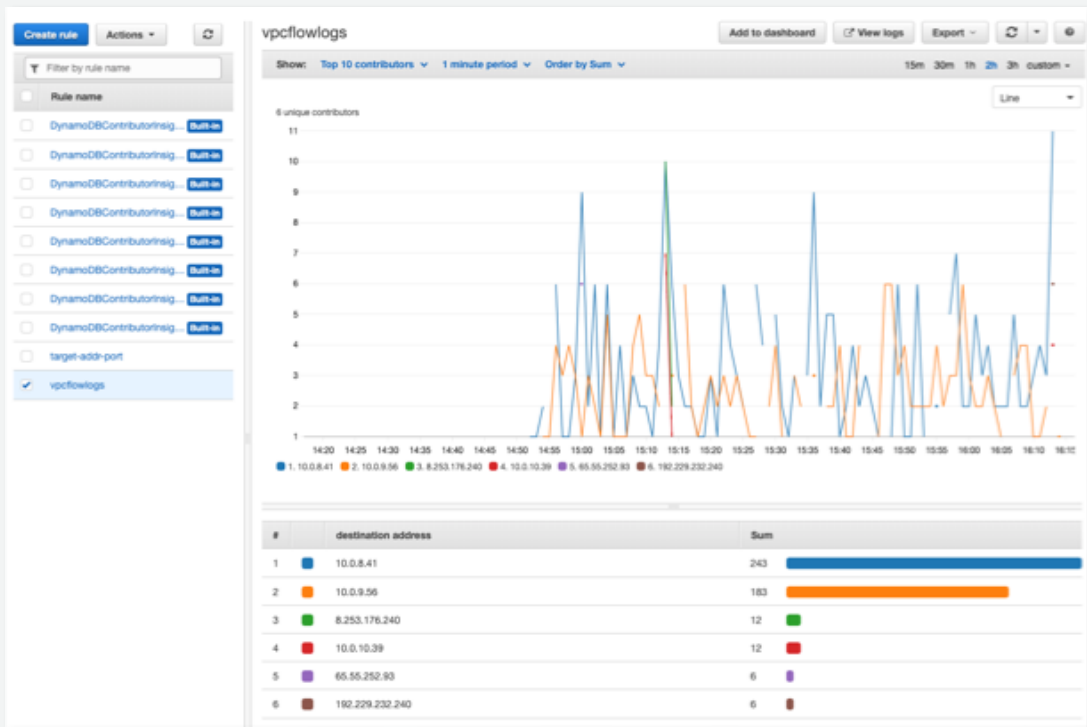 Create rule Actions
Filter by rule name
Rule name
DynamoDBContributorInsig... Built-in
DynamoDBContributorInsig... Built-in
DynamoDBContributorInsig... Built-in
DynamoDBContributorInsig... Built-in
DynamoDBContributorInsig... Built-in
DynamoDBContributorInsig... Built-in
DynamoDBContributorInsig... Built-in
DynamoDBContributorInsig... Built-in
target-addr-port
vpcflowlogs
vpcflowlogs Add to dashboard View logs Export
Show: Top 10 contributors 1 minute period Order by Sum 15m 30m 1h 2h 3h custom
Line
6 unique contributors
11
10
9
8
7
6
5
4
3
2
1
14:20 14:25 14:30 14:35 14:40 14:45 14:50 14:55 15:00 15:05 15:10 15:15 15:20 15:25 15:30 15:35 15:40 15:45 15:50 15:55 16:00 16:05 16:10 16:15
1. 10.0.8.41 2. 10.0.9.56 3. 8.253.176.240 4. 10.0.10.39 5. 65.55.252.93 6. 192.229.232.240
# destination address Sum
1 10.0.8.41 243
2 10.0.9.56 183
3 8.253.176.240 12
4 10.0.10.39 12
5 65.55.252.93 6
6 192.229.232.240 6